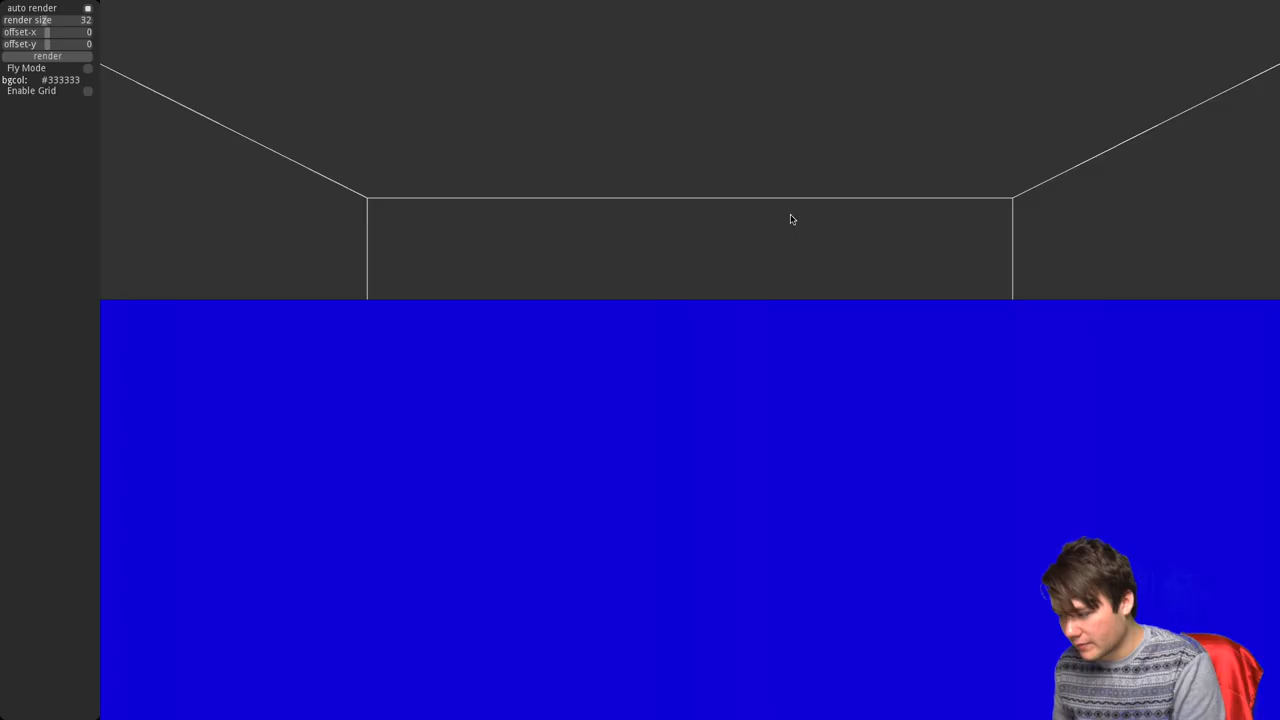 auto render
render size 32
offset-x 0
offset-y 0
render
Fly Mode
bgcol: #333333
Enable Grid